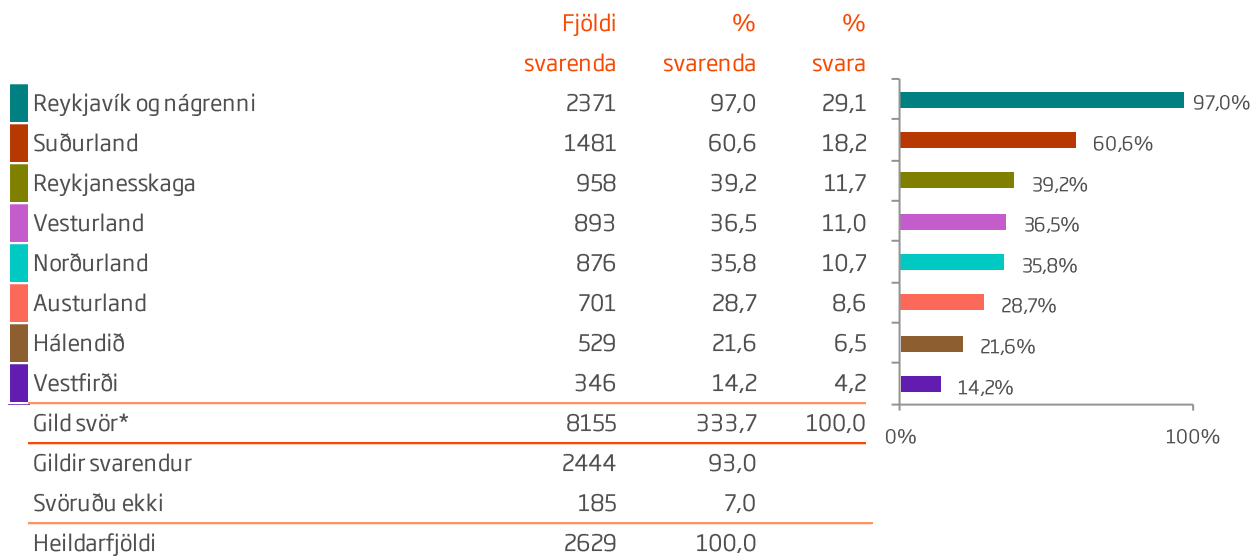 Fjöldi % %
svarenda svarenda svara
Reykjavík og nágrenni 2371 97,0 29,1 97,0%
Suðurland 1481 60,6 18,2 60,6%
Reykjanesskaga 958 39,2 11,7 39,2%
Vesturland 893 36,5 11,0 36,5%
Norðurland 876 35,8 10,7 35,8%
Austurland 701 28,7 8,6 28,7%
Hálendið 529 21,6 6,5 21,6%
Vestfirði 346 14,2 4,2 14,2%
Gild svör* 8155 333,7 100,0 0% 100%
Gildir svarendur 2444 93,0
Svöruðu ekki 185 7,0
Heildarfjöldi 2629 100,0